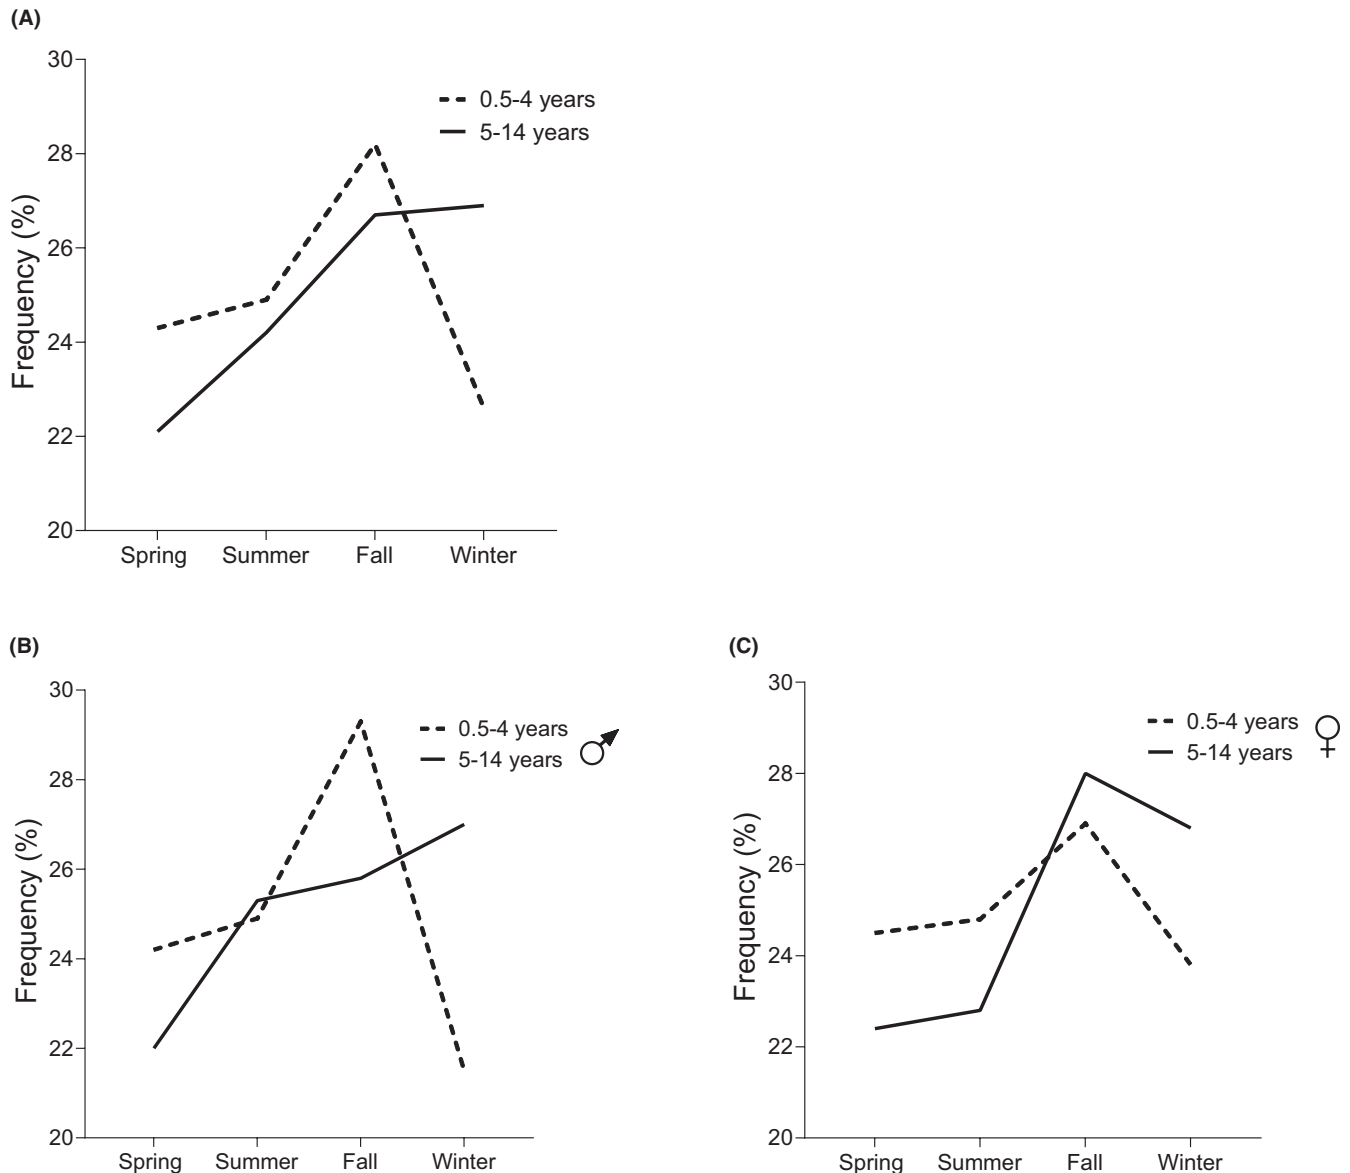 (A)
30
28
26
24
22
20
Frequency (%)
0.5-4 years
5-14 years
Spring Summer Fall Winter
(B)
30
28
26
24
22
20
Frequency (%)
0.5-4 years
5-14 years
Spring Summer Fall Winter
(C)
30
28
26
24
22
20
Frequency (%)
0.5-4 years
5-14 years
Spring Summer Fall Winter